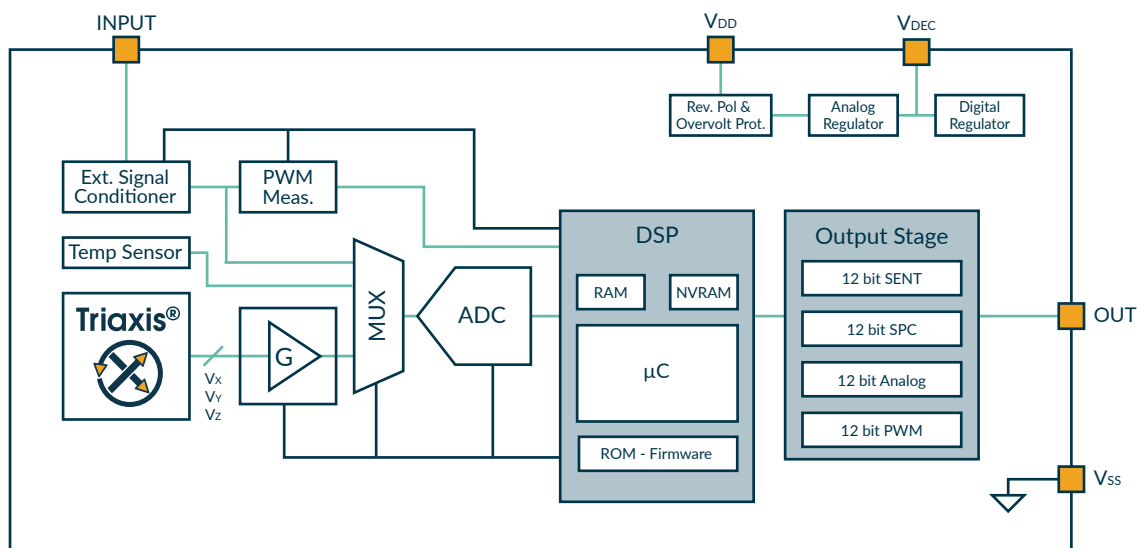 INPUT
VDD
VDEC
Rev. Pol &
Overvolt Prot.
Analog
Regulator
Digital
Regulator
Ext. Signal
Conditioner
PWM
Meas.
Temp Sensor
Triaxis®
VX
VY
VZ
G
MUX
ADC
DSP
RAM
NVRAM
µC
ROM - Firmware
Output Stage
12 bit SENT
12 bit SPC
12 bit Analog
12 bit PWM
OUT
VSS